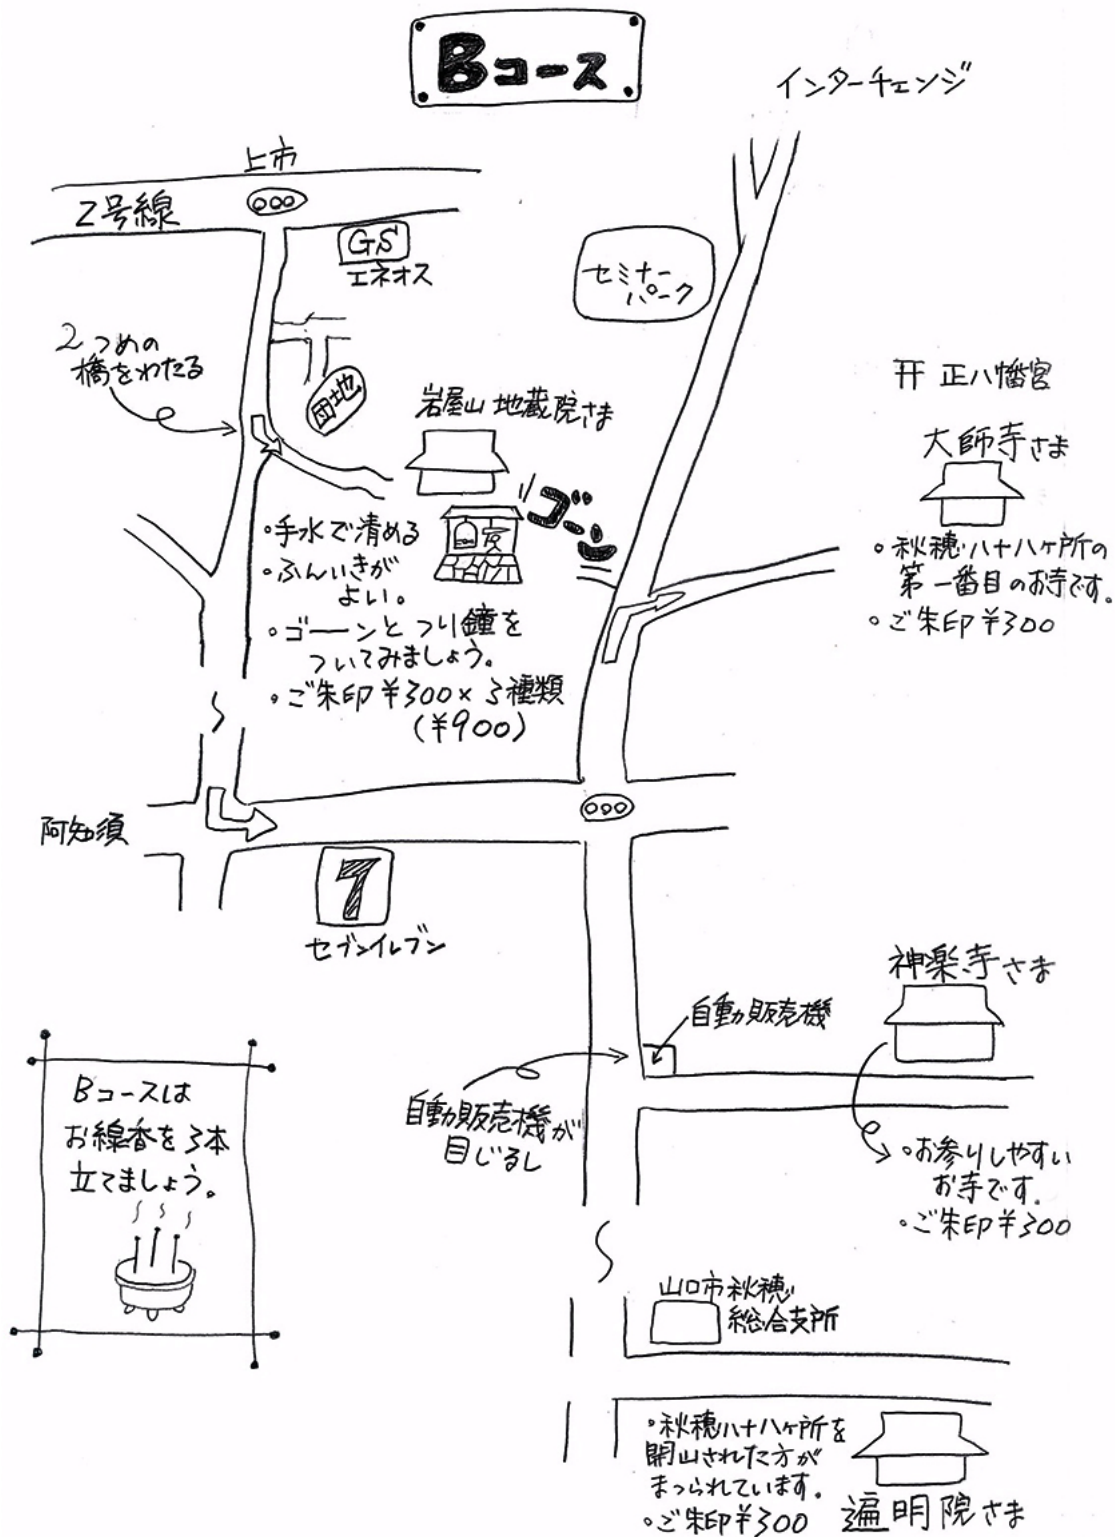 Bコース
インターチェンジ
上市
2号線
GS
エネオス
セミナー
パーク
2つめの
橋をわたる
団地
岩屋山 地蔵院さま
ゴーン
・手水で清める
・ふんいきが
よい。
・ゴーンとつり鐘を
ついてみましょう。
・ご朱印¥300×3種類
(¥900)
正八幡宮
大師寺さま
・秋穂八十八ヶ所の
第一番目のお寺です。
・ご朱印¥300
阿知須
7
セブンイレブン
神楽寺さま
自動販売機
自動販売機が
目じるし
・お参りしやすい
お寺です。
・ご朱印¥300
Bコースは
お線香を3本
立てましょう。
山口市秋穂
総合支所
・秋穂八十八ヶ所を
開山された方が
まつられています。
・ご朱印¥300
遍明院さま